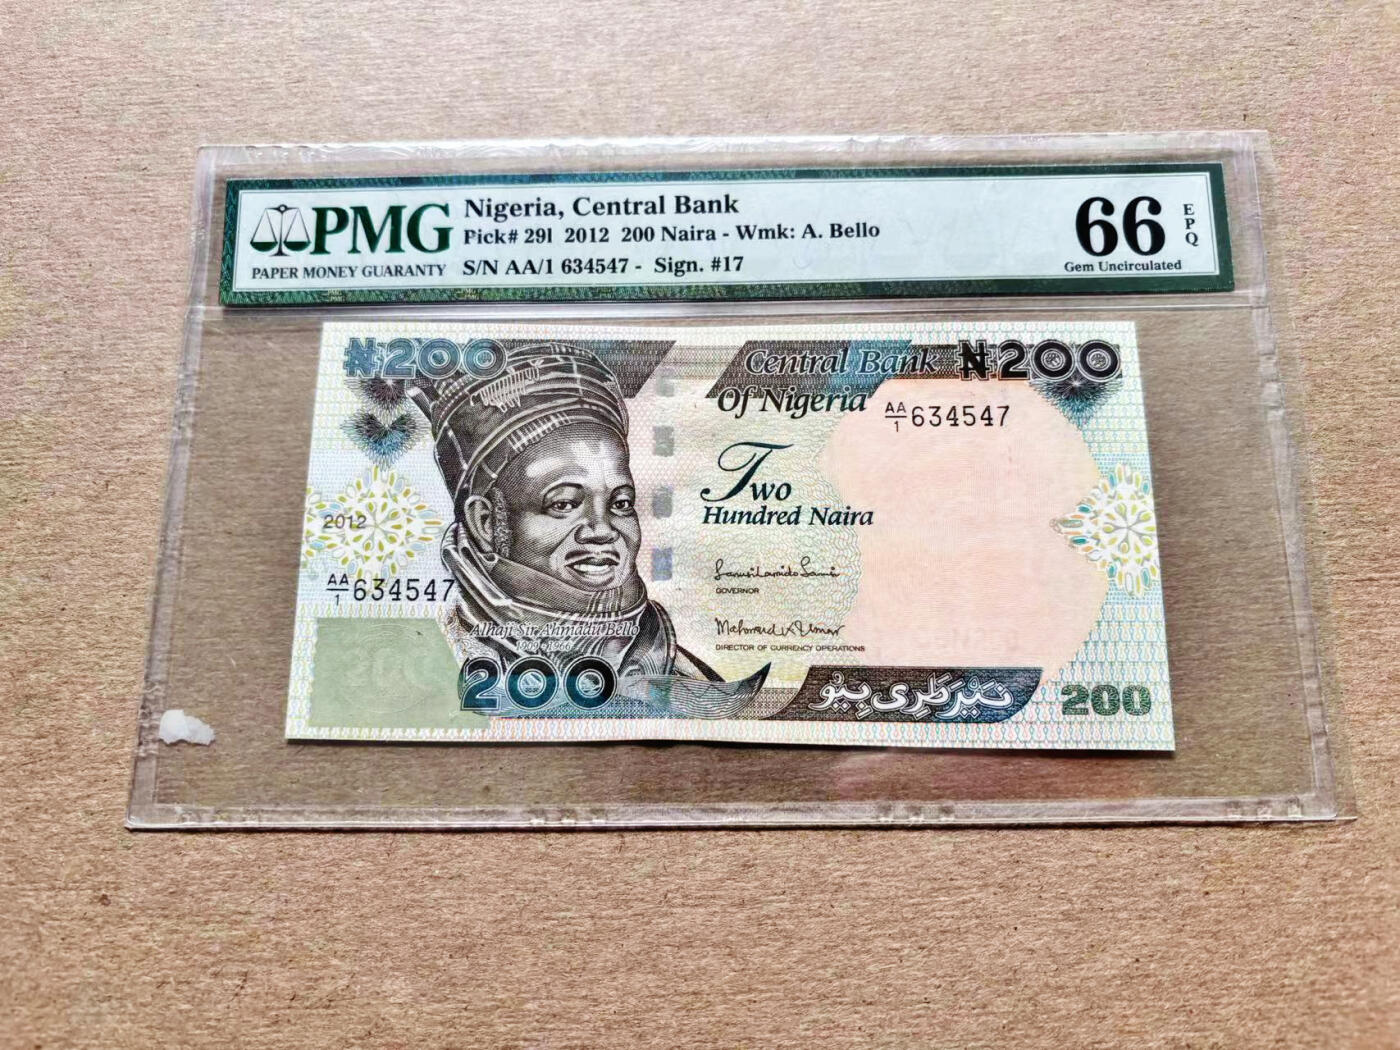 PMG
PAPER MONEY GUARANTY
Nigeria, Central Bank
Pick# 29l 2012 200 Naira - Wmk: A. Bello
S/N AA/1 634547 - Sign. #17
66
EPQ
Gem Uncirculated
₦200
Central Bank
Of Nigeria
₦200
AA/1 634547
Two
Hundred Naira
2012
AA/1 634547
GOVERNOR
DIRECTOR OF CURRENCY OPERATIONS
Alhaji Sir Ahmadu Bello
1909 - 1966
200
نَيْرَ طَرِى بِيُو
200